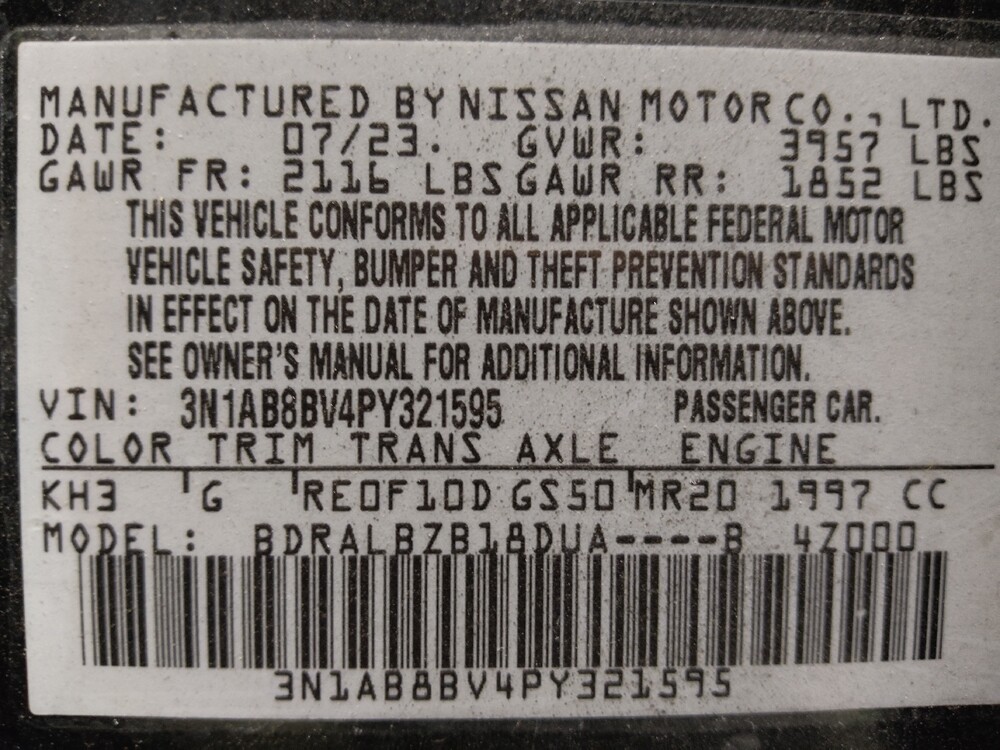 MANUFACTURED BY NISSAN MOTOR CO., LTD.
DATE: 07/23. GVWR: 3957 LBS
GAWR FR: 2116 LBS GAWR RR: 1852 LBS
THIS VEHICLE CONFORMS TO ALL APPLICABLE FEDERAL MOTOR
VEHICLE SAFETY, BUMPER AND THEFT PREVENTION STANDARDS
IN EFFECT ON THE DATE OF MANUFACTURE SHOWN ABOVE.
SEE OWNER'S MANUAL FOR ADDITIONAL INFORMATION.
VIN: 3N1AB8BV4PY321595 PASSENGER CAR.
COLOR TRIM TRANS AXLE ENGINE
KH3 G RE0F10D GS50 MR20 1997 CC
MODEL: BDRALBZB18DUA----B 4Z000
3N1AB8BV4PY321595